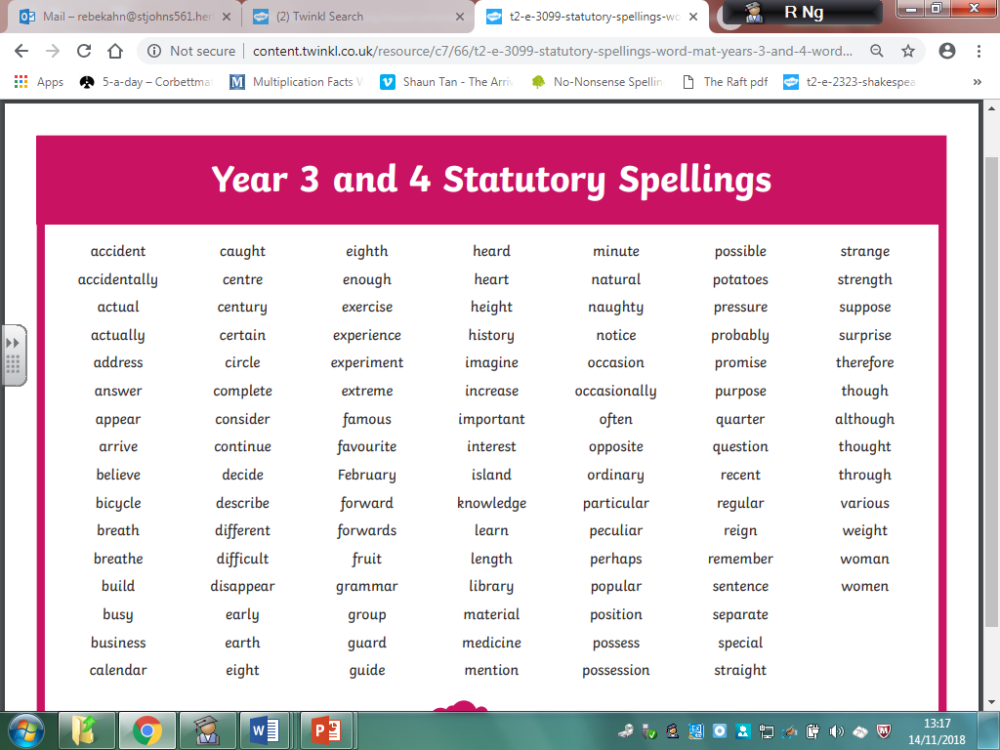 Mail – rebekahn@stjohns561.her
(2) Twinkl Search
t2-e-3099-statutory-spellings-wo
R Ng
Not secure | content.twinkl.co.uk/resource/c7/66/t2-e-3099-statutory-spellings-word-mat-years-3-and-4-word...
Apps 5-a-day – Corbettma Multiplication Facts W Shaun Tan - The Arriv No-Nonsense Spellin The Raft pdf t2-e-2323-shakespea »
Year 3 and 4 Statutory Spellings
accident caught eighth heard minute possible strange
accidentally centre enough heart natural potatoes strength
actual century exercise height naughty pressure suppose
actually certain experience history notice probably surprise
address circle experiment imagine occasion promise therefore
answer complete extreme increase occasionally purpose though
appear consider famous important often quarter although
arrive continue favourite interest opposite question thought
believe decide February island ordinary recent through
bicycle describe forward knowledge particular regular various
breath different forwards learn peculiar reign weight
breathe difficult fruit length perhaps remember woman
build disappear grammar library popular sentence women
busy early group material position separate
business earth guard medicine possess special
calendar eight guide mention possession straight
13:17
14/11/2018